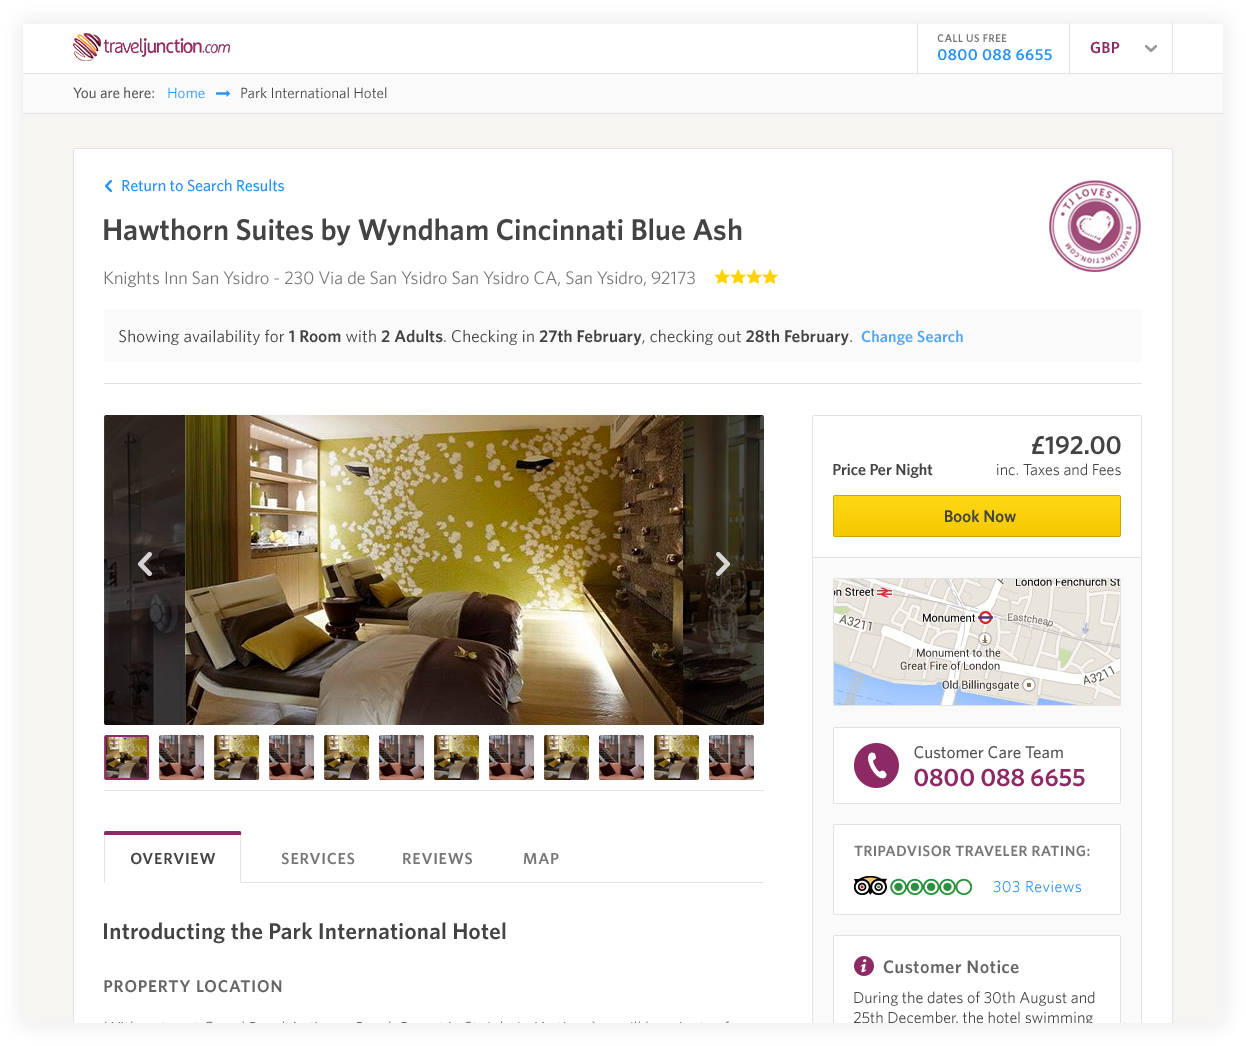 traveljunction.com
CALL US FREE
0800 088 6655
GBP
You are here: Home Park International Hotel
Return to Search Results
TJ LOVES
TRAVELJUNCTION.COM
Hawthorn Suites by Wyndham Cincinnati Blue Ash
Knights Inn San Ysidro - 230 Via de San Ysidro San Ysidro CA, San Ysidro, 92173
Showing availability for 1 Room with 2 Adults. Checking in 27th February, checking out 28th February. Change Search
£192.00
Price Per Night inc. Taxes and Fees
Book Now
London Fenchurch St
on Street
Monument
Eastcheap
A3211
Monument to the
Great Fire of London
Old Billingsgate
A3211
Customer Care Team
0800 088 6655
TRIPADVISOR TRAVELER RATING:
303 Reviews
Customer Notice
During the dates of 30th August and
25th December, the hotel swimming
OVERVIEW SERVICES REVIEWS MAP
Introducting the Park International Hotel
PROPERTY LOCATION